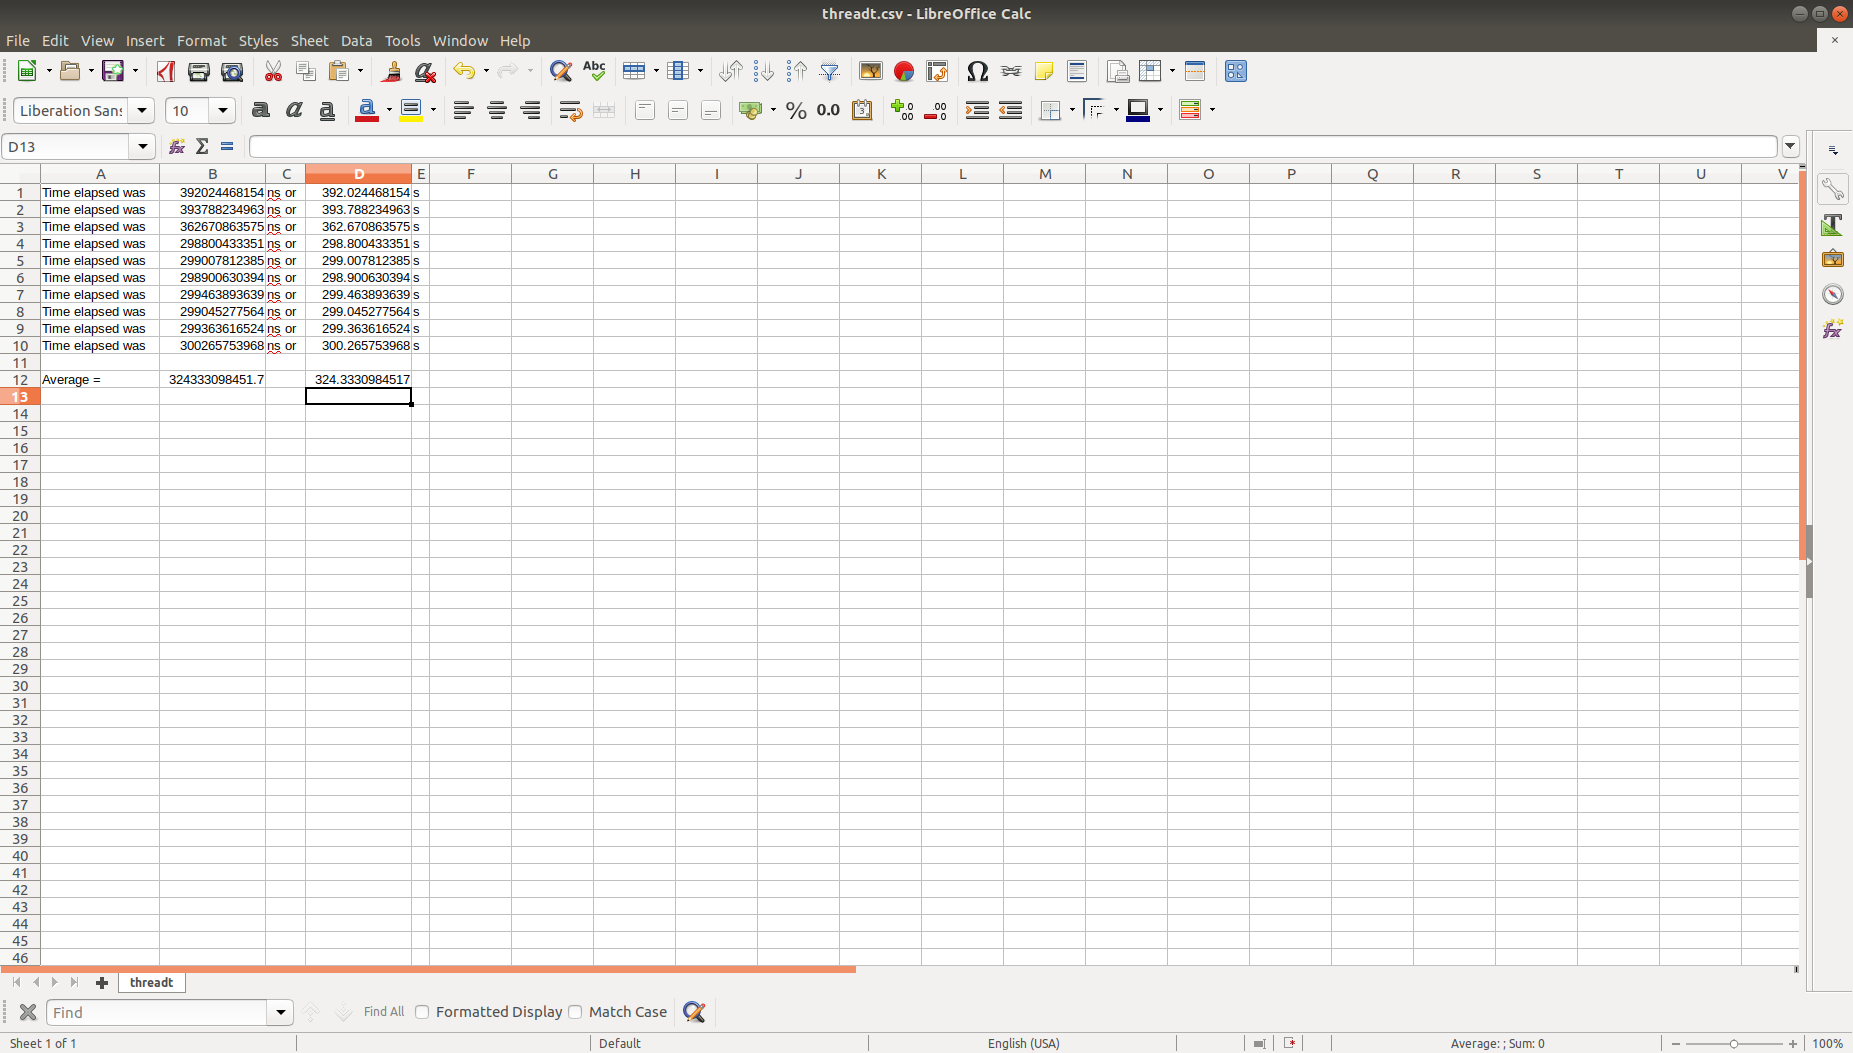 threadt.csv - LibreOffice Calc
File Edit View Insert Format Styles Sheet Data Tools Window Help
Abc
Liberation Sans 10 a a a a % 0.0
D13
A B C D E F G H I J K L M N O P Q R S T U V
1 Time elapsed was 392024468154 ns or 392.024468154 s
2 Time elapsed was 393788234963 ns or 393.788234963 s
3 Time elapsed was 362670863575 ns or 362.670863575 s
4 Time elapsed was 298800433351 ns or 298.800433351 s
5 Time elapsed was 299007812385 ns or 299.007812385 s
6 Time elapsed was 298900630394 ns or 298.900630394 s
7 Time elapsed was 299463893639 ns or 299.463893639 s
8 Time elapsed was 299045277564 ns or 299.045277564 s
9 Time elapsed was 299363616524 ns or 299.363616524 s
10 Time elapsed was 300265753968 ns or 300.265753968 s
11
12 Average = 324333098451.7 324.3330984517
13
14
15
16
17
18
19
20
21
22
23
24
25
26
27
28
29
30
31
32
33
34
35
36
37
38
39
40
41
42
43
44
45
46
threadt
Find Find All Formatted Display Match Case
Sheet 1 of 1 Default English (USA) Average: ; Sum: 0 100%